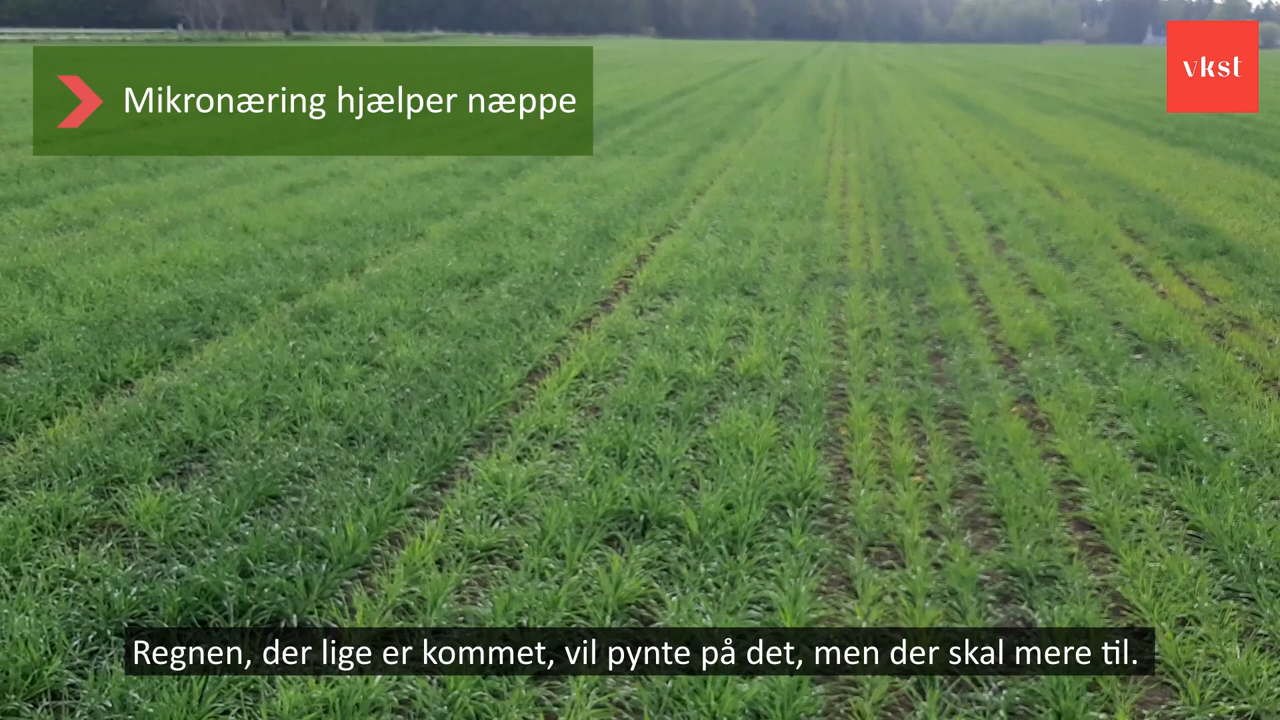 Mikronæring hjælper næppe
vkst
Regnen, der lige er kommet, vil pynte på det, men der skal mere til.